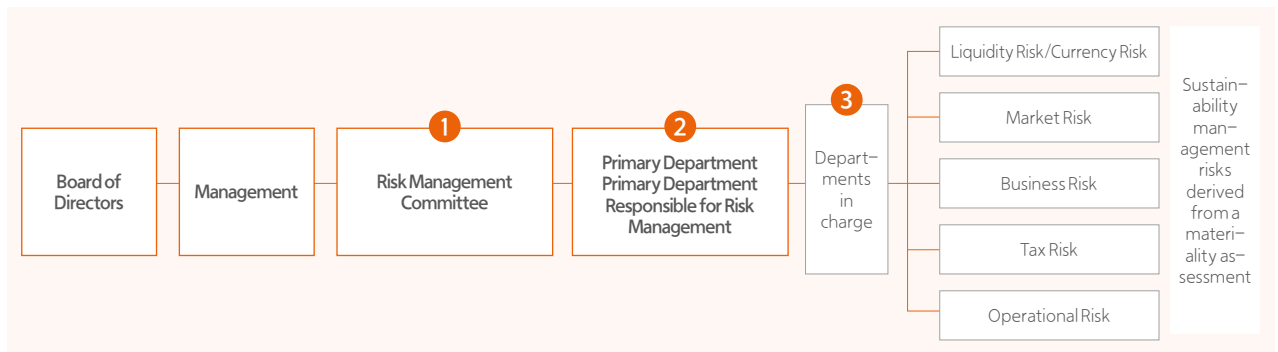 Board of
Directors
Management
1
Risk Management
Committee
2
Primary Department
Primary Department
Responsible for Risk
Management
3
Depart–
ments
in
charge
Liquidity Risk/Currency Risk
Market Risk
Business Risk
Tax Risk
Operational Risk
Sustain–
ability
man–
agement
risks
derived
from a
materi–
ality as–
sessment